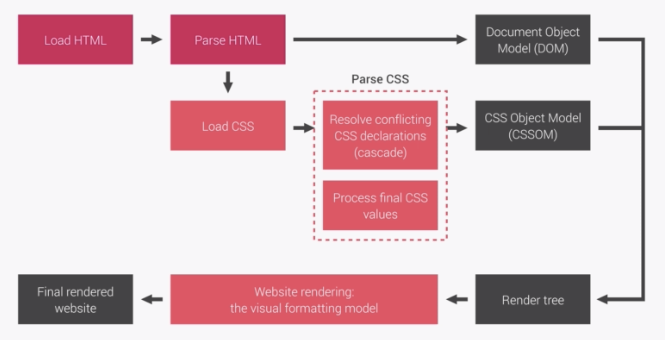 Load HTML
Parse HTML
Document Object
Model (DOM)
Parse CSS
Load CSS
Resolve conflicting
CSS declarations
(cascade)
CSS Object Model
(CSSOM)
Process final CSS
values
Final rendered
website
Website rendering:
the visual formatting model
Render tree